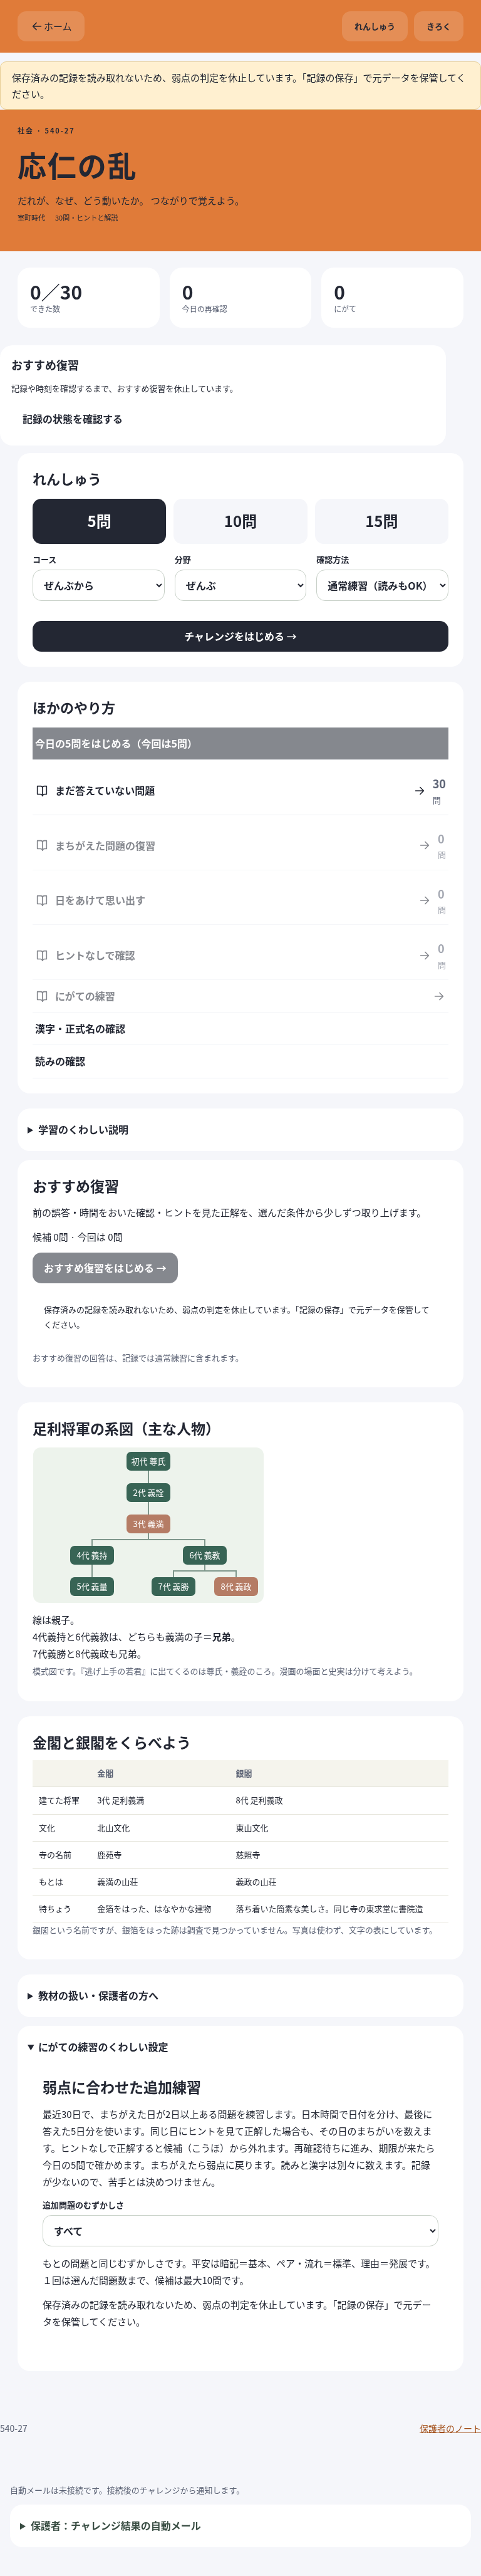 ← ホーム
れんしゅう
きろく
保存済みの記録を読み取れないため、弱点の判定を休止しています。「記録の保存」で元データを保管してく
ださい。
社会 · 540-27
応仁の乱
だれが、なぜ、どう動いたか。 つながりで覚えよう。
室町時代 30問・ヒントと解説
0／30
できた数
0
今日の再確認
0
にがて
おすすめ復習
記録や時刻を確認するまで、おすすめ復習を休止しています。
記録の状態を確認する
れんしゅう
5問
10問
15問
コース
分野
確認方法
ぜんぶから
ぜんぶ
通常練習（読みもOK）
チャレンジをはじめる →
ほかのやり方
今日の5問をはじめる（今回は5問）
まだ答えていない問題
→
30
問
まちがえた問題の復習
→
0
問
日をあけて思い出す
→
0
問
ヒントなしで確認
→
0
問
にがての練習
→
漢字・正式名の確認
読みの確認
▶ 学習のくわしい説明
おすすめ復習
前の誤答・時間をおいた確認・ヒントを見た正解を、選んだ条件から少しずつ取り上げます。
候補 0問 · 今回は 0問
おすすめ復習をはじめる →
保存済みの記録を読み取れないため、弱点の判定を休止しています。「記録の保存」で元データを保管して
ください。
おすすめ復習の回答は、記録では通常練習に含まれます。
足利将軍の系図（主な人物）
初代 尊氏
2代 義詮
3代 義満
4代 義持
6代 義教
5代 義量
7代 義勝
8代 義政
線は親子。
4代義持と6代義教は、どちらも義満の子＝兄弟。
7代義勝と8代義政も兄弟。
模式図です。『逃げ上手の若君』に出てくるのは尊氏・義詮のころ。漫画の場面と史実は分けて考えよう。
金閣と銀閣をくらべよう
金閣
銀閣
建てた将軍
3代 足利義満
8代 足利義政
文化
北山文化
東山文化
寺の名前
鹿苑寺
慈照寺
もとは
義満の山荘
義政の山荘
特ちょう
金箔をはった、はなやかな建物
落ち着いた簡素な美しさ。同じ寺の東求堂に書院造
銀閣という名前ですが、銀箔をはった跡は調査で見つかっていません。写真は使わず、文字の表にしています。
▶ 教材の扱い・保護者の方へ
▼ にがての練習のくわしい設定
弱点に合わせた追加練習
最近30日で、まちがえた日が2日以上ある問題を練習します。日本時間で日付を分け、最後に
答えた5日分を使います。同じ日にヒントを見て正解した場合も、その日のまちがいを数えま
す。ヒントなしで正解すると候補（こうほ）から外れます。再確認待ちに進み、期限が来たら
今日の5問で確かめます。まちがえたら弱点に戻ります。読みと漢字は別々に数えます。記録
が少ないので、苦手とは決めつけません。
追加問題のむずかしさ
すべて
もとの問題と同じむずかしさです。平安は暗記＝基本、ペア・流れ＝標準、理由＝発展です。
１回は選んだ問題数まで、候補は最大10問です。
保存済みの記録を読み取れないため、弱点の判定を休止しています。「記録の保存」で元デー
タを保管してください。
540-27
保護者のノート
自動メールは未接続です。接続後のチャレンジから通知します。
▶ 保護者：チャレンジ結果の自動メール